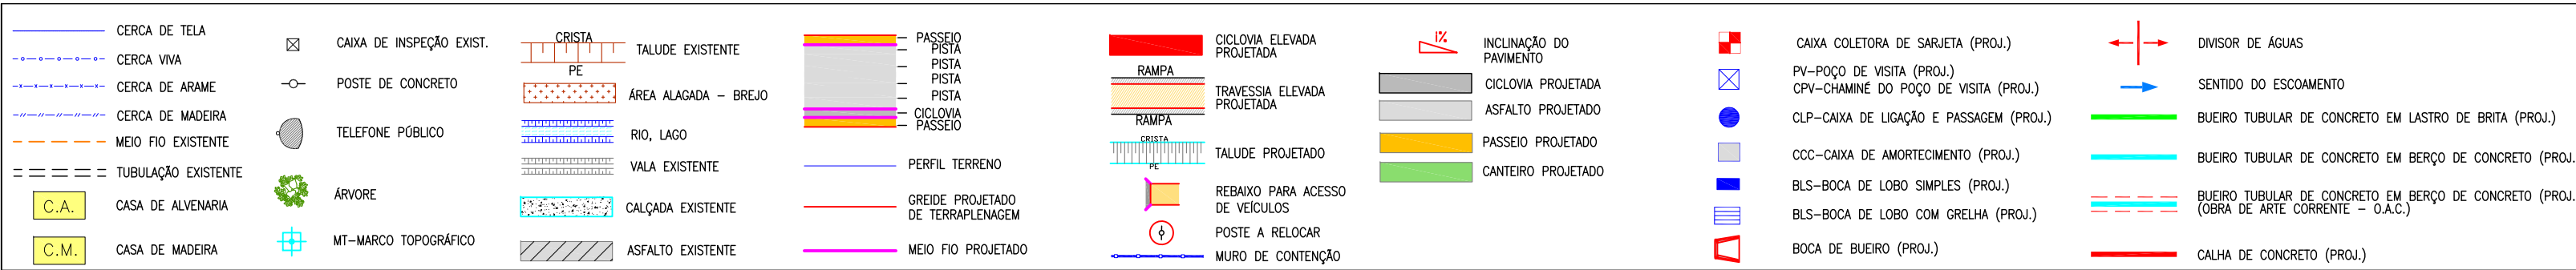 CERCA DE TELA
CERCA VIVA
CERCA DE ARAME
CERCA DE MADEIRA
MEIO FIO EXISTENTE
TUBULAÇÃO EXISTENTE
C.A.
CASA DE ALVENARIA
C.M.
CASA DE MADEIRA
CAIXA DE INSPEÇÃO EXIST.
POSTE DE CONCRETO
TELEFONE PÚBLICO
ÁRVORE
MT-MARCO TOPOGRÁFICO
CRISTA
TALUDE EXISTENTE
PE
ÁREA ALAGADA - BREJO
RIO, LAGO
VALA EXISTENTE
CALÇADA EXISTENTE
ASFALTO EXISTENTE
PASSEIO
PISTA
PISTA
PISTA
PISTA
CICLOVIA
PASSEIO
PERFIL TERRENO
GREIDE PROJETADO
DE TERRAPLENAGEM
MEIO FIO PROJETADO
CICLOVIA ELEVADA
PROJETADA
RAMPA
TRAVESSIA ELEVADA
PROJETADA
RAMPA
CRISTA
TALUDE PROJETADO
PE
REBAIXO PARA ACESSO
DE VEÍCULOS
POSTE A RELOCAR
MURO DE CONTENÇÃO
1%
INCLINAÇÃO DO
PAVIMENTO
CICLOVIA PROJETADA
ASFALTO PROJETADO
PASSEIO PROJETADO
CANTEIRO PROJETADO
CAIXA COLETORA DE SARJETA (PROJ.)
PV-POÇO DE VISITA (PROJ.)
CPV-CHAMINÉ DO POÇO DE VISITA (PROJ.)
CLP-CAIXA DE LIGAÇÃO E PASSAGEM (PROJ.)
CCC-CAIXA DE AMORTECIMENTO (PROJ.)
BLS-BOCA DE LOBO SIMPLES (PROJ.)
BLS-BOCA DE LOBO COM GRELHA (PROJ.)
BOCA DE BUEIRO (PROJ.)
DIVISOR DE ÁGUAS
SENTIDO DO ESCOAMENTO
BUEIRO TUBULAR DE CONCRETO EM LASTRO DE BRITA (PROJ.)
BUEIRO TUBULAR DE CONCRETO EM BERÇO DE CONCRETO (PROJ.
BUEIRO TUBULAR DE CONCRETO EM BERÇO DE CONCRETO (PROJ.
(OBRA DE ARTE CORRENTE - O.A.C.)
CALHA DE CONCRETO (PROJ.)